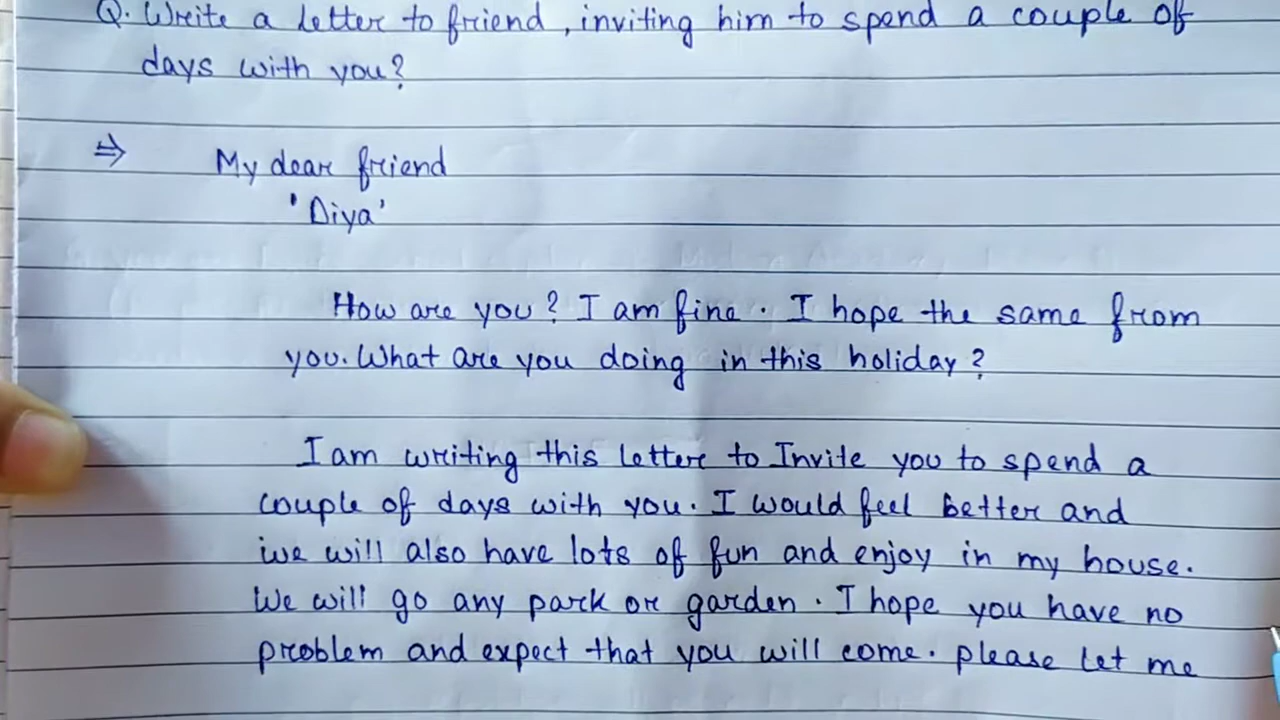 Q. Write a letter to friend, inviting him to spend a couple of
days with you?
⇒ My dear friend
'Diya'
How are you? I am fine. I hope the same from
you. What are you doing in this holiday?
I am writing this letter to Invite you to spend a
couple of days with you. I would feel better and
we will also have lots of fun and enjoy in my house.
We will go any park or garden. I hope you have no
problem and expect that you will come. please let me